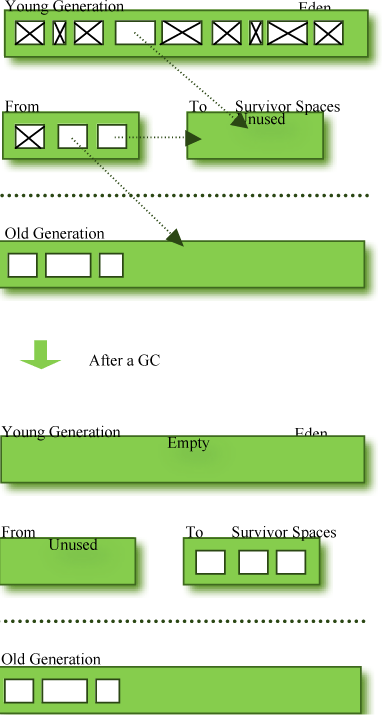 Young Generation Eden
From To Survivor Spaces
Unused
Old Generation
After a GC
Young Generation Eden
Empty
From To Survivor Spaces
Unused
Old Generation